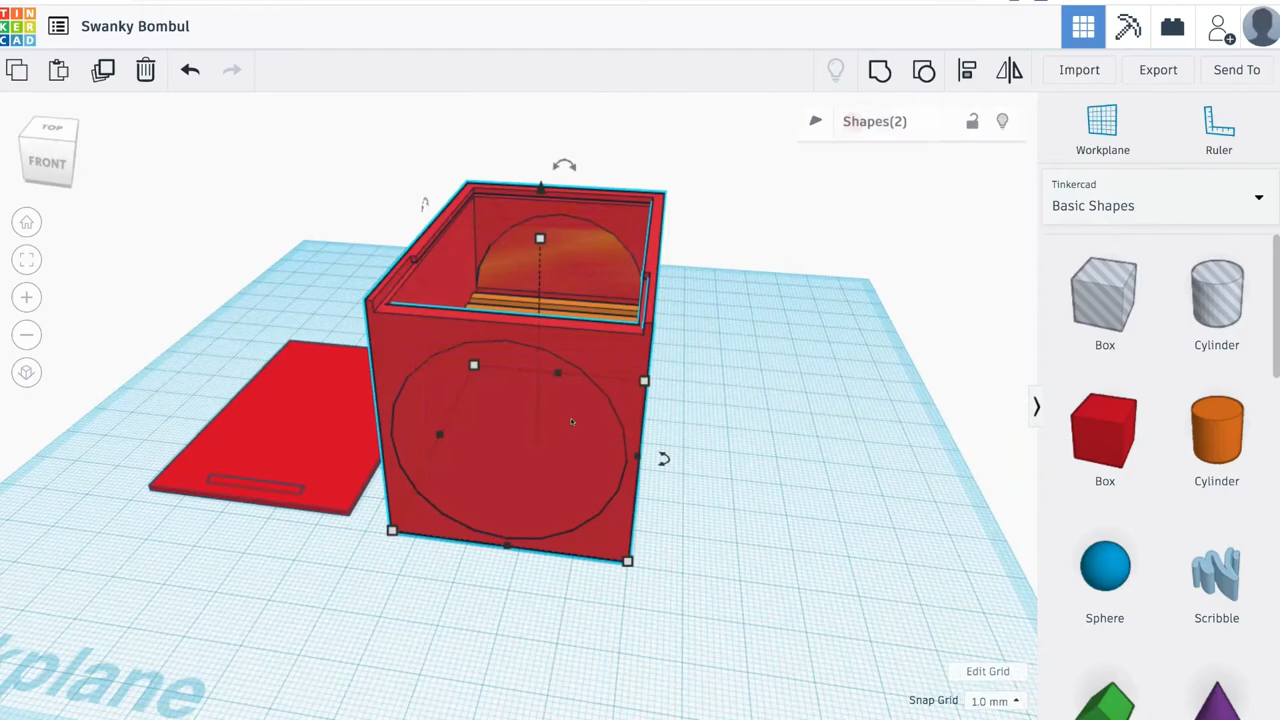 TIN
KER
CAD
Swanky Bombul
Import
Export
Send To
Shapes(2)
TOP
FRONT
Workplane
Ruler
Tinkercad
Basic Shapes
Box
Cylinder
Box
Cylinder
Sphere
Scribble
kplane
Edit Grid
Snap Grid
1.0 mm